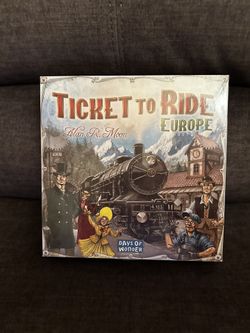 TICKET TO RIDE
EUROPE
Alan R. Moon
DAYS OF
WONDER